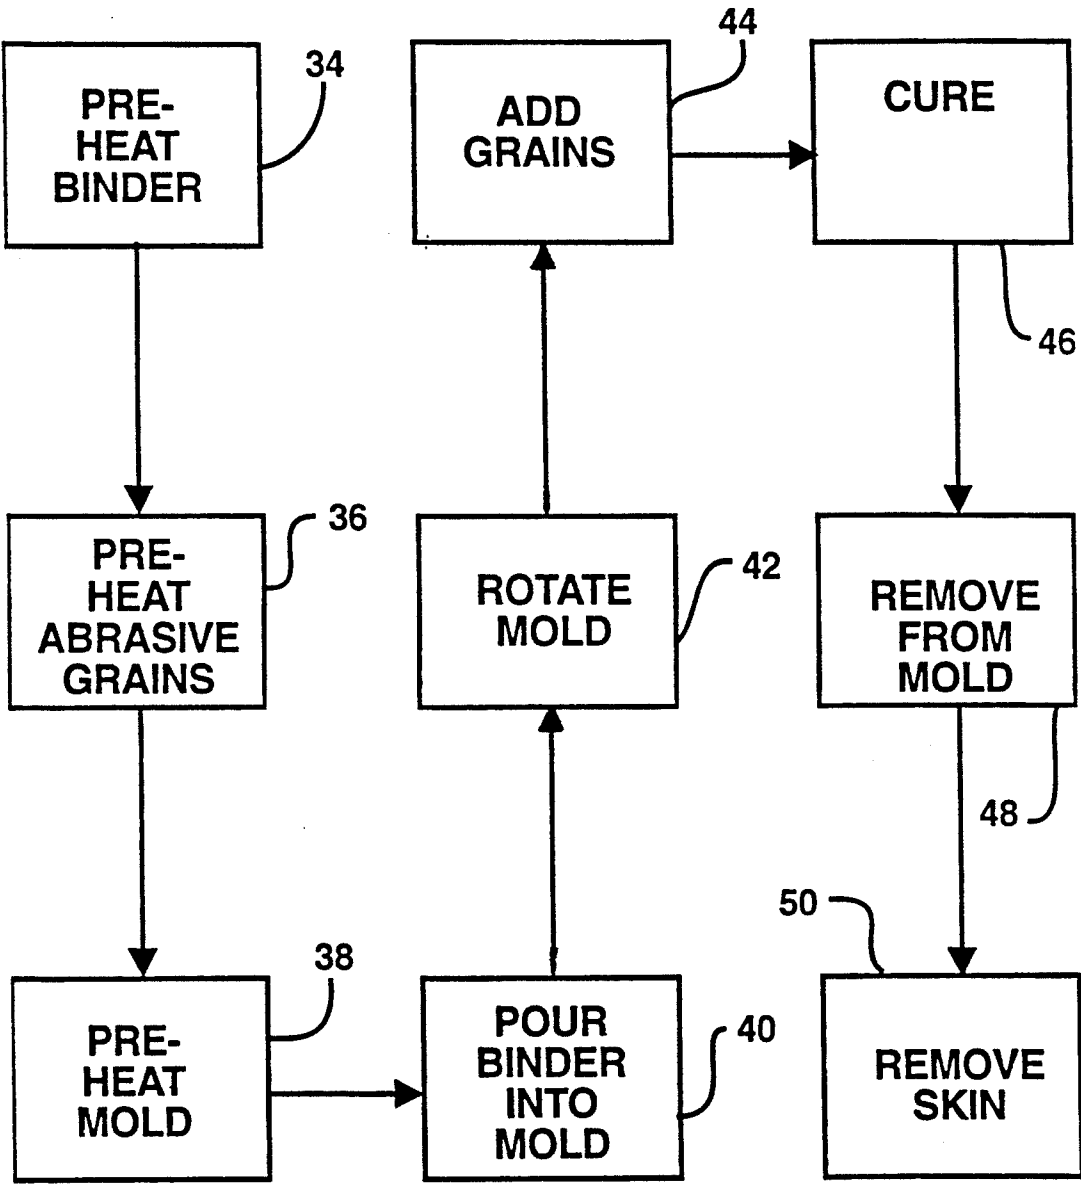 PRE-
HEAT
BINDER
34
PRE-
HEAT
ABRASIVE
GRAINS
36
PRE-
HEAT
MOLD
38
POUR
BINDER
INTO
MOLD
40
ROTATE
MOLD
42
ADD
GRAINS
44
CURE
46
REMOVE
FROM
MOLD
48
REMOVE
SKIN
50